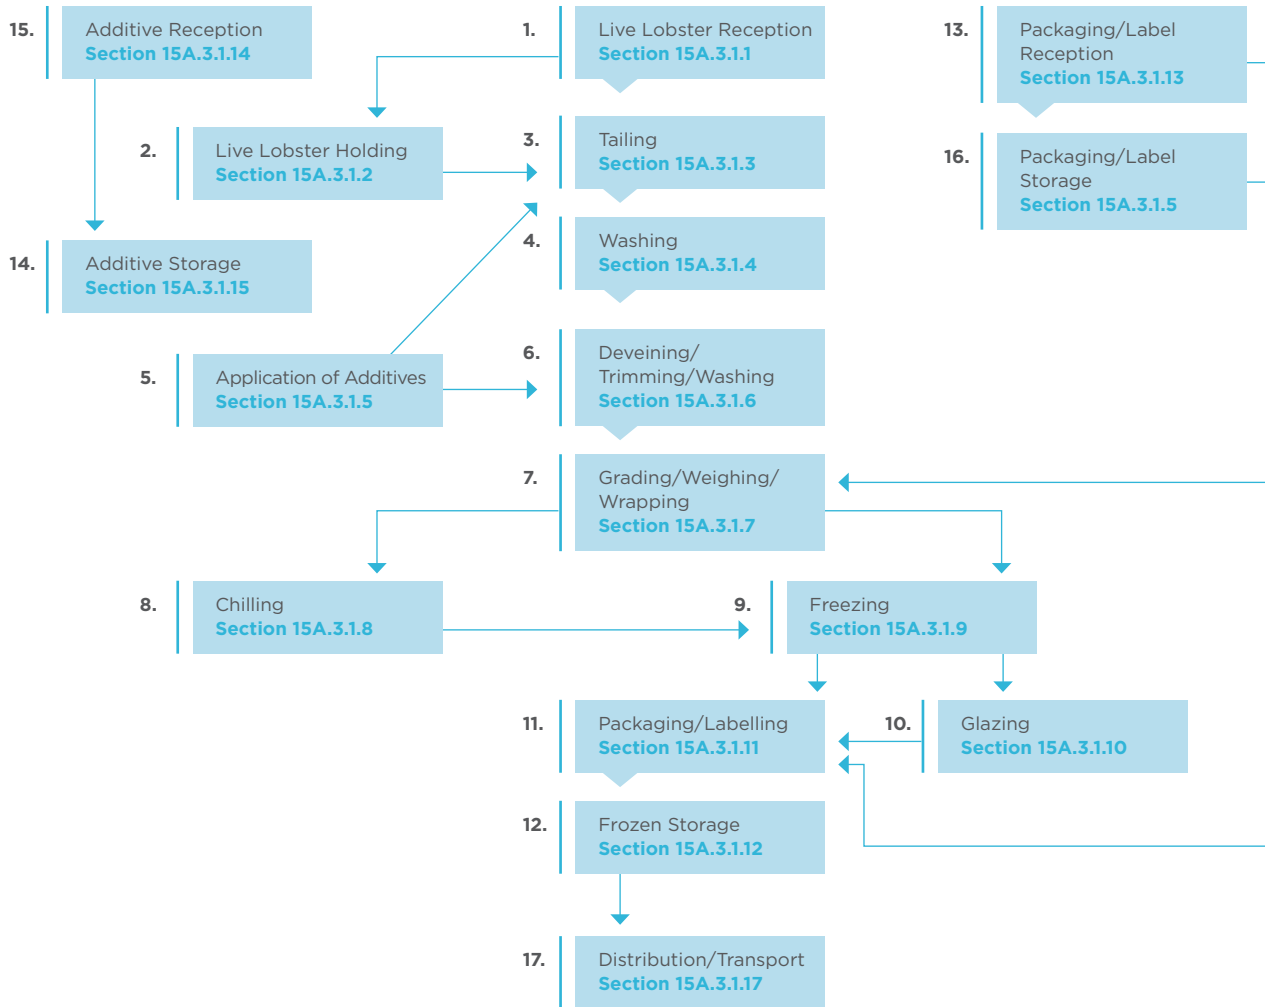 15.
Additive Reception
Section 15A.3.1.14
1.
Live Lobster Reception
Section 15A.3.1.1
13.
Packaging/Label
Reception
Section 15A.3.1.13
2.
Live Lobster Holding
Section 15A.3.1.2
3.
Tailing
Section 15A.3.1.3
16.
Packaging/Label
Storage
Section 15A.3.1.5
14.
Additive Storage
Section 15A.3.1.15
4.
Washing
Section 15A.3.1.4
5.
Application of Additives
Section 15A.3.1.5
6.
Deveining/
Trimming/Washing
Section 15A.3.1.6
7.
Grading/Weighing/
Wrapping
Section 15A.3.1.7
8.
Chilling
Section 15A.3.1.8
9.
Freezing
Section 15A.3.1.9
11.
Packaging/Labelling
Section 15A.3.1.11
10.
Glazing
Section 15A.3.1.10
12.
Frozen Storage
Section 15A.3.1.12
17.
Distribution/Transport
Section 15A.3.1.17